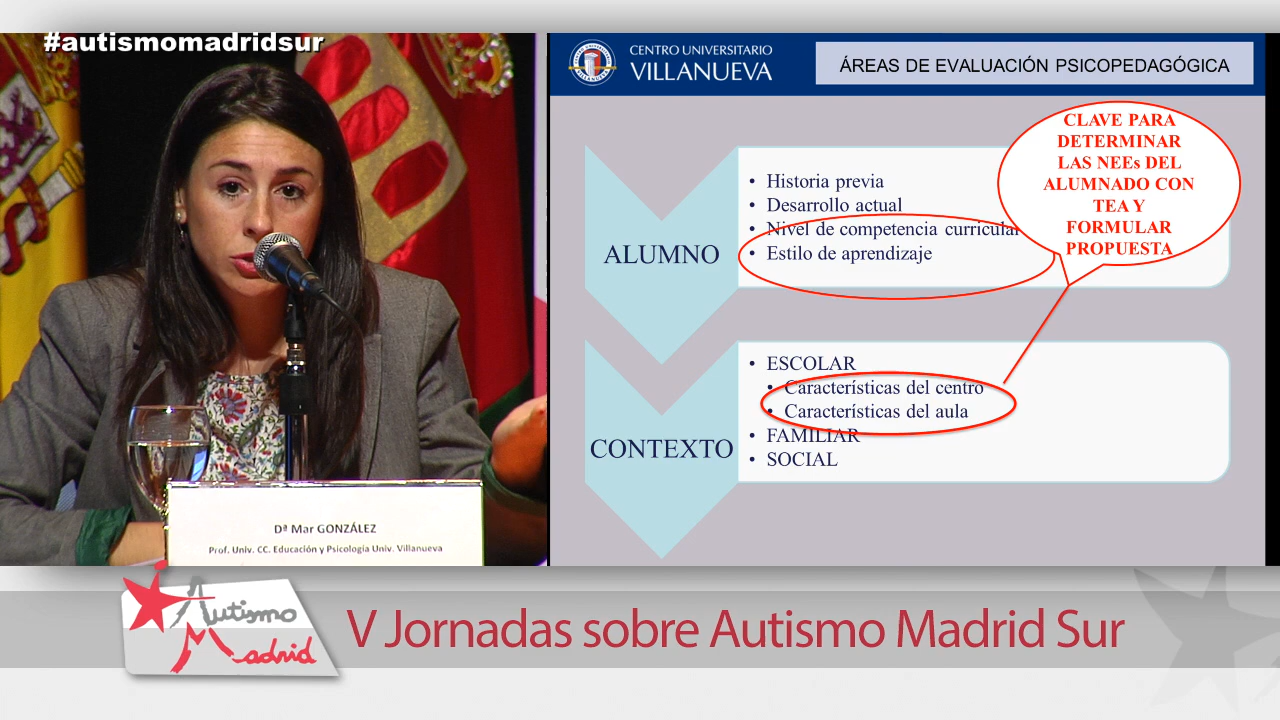 #autismomadridsur
CENTRO UNIVERSITARIO
VILLANUEVA
ÁREAS DE EVALUACIÓN PSICOPEDAGÓGICA
CLAVE PARA
DETERMINAR
LAS NEEs DEL
ALUMNADO CON
TEA Y
FORMULAR
PROPUESTA
ALUMNO
• Historia previa
• Desarrollo actual
• Nivel de competencia curricular
• Estilo de aprendizaje
CONTEXTO
• ESCOLAR
• Características del centro
• Características del aula
• FAMILIAR
• SOCIAL
Dª Mar GONZÁLEZ
Prof. Univ. CC. Educación y Psicología Univ. Villanueva
Autismo
Madrid
V Jornadas sobre Autismo Madrid Sur